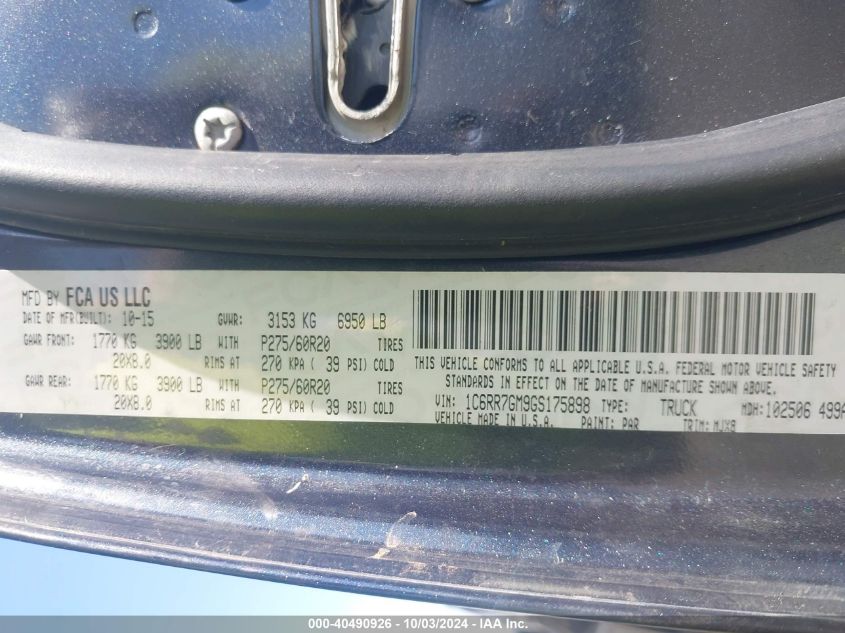 MFD BY FCA US LLC
DATE OF MFR(BUILT): 10-15 GVWR: 3153 KG 6950 LB
GAWR FRONT: 1770 KG 3900 LB WITH P275/60R20 TIRES
20X8.0 RIMS AT 270 KPA ( 39 PSI) COLD
GAWR REAR: 1770 KG 3900 LB WITH P275/60R20 TIRES
20X8.0 RIMS AT 270 KPA ( 39 PSI) COLD
THIS VEHICLE CONFORMS TO ALL APPLICABLE U.S.A. FEDERAL MOTOR VEHICLE SAFETY
STANDARDS IN EFFECT ON THE DATE OF MANUFACTURE SHOWN ABOVE.
VIN: 1C6RR7GM9GS175898 TYPE: TRUCK MDH:102506 499A
VEHICLE MADE IN U.S.A. PAINT: PAR TRIM: MJX8
000-40490926 - 10/03/2024 - IAA Inc.